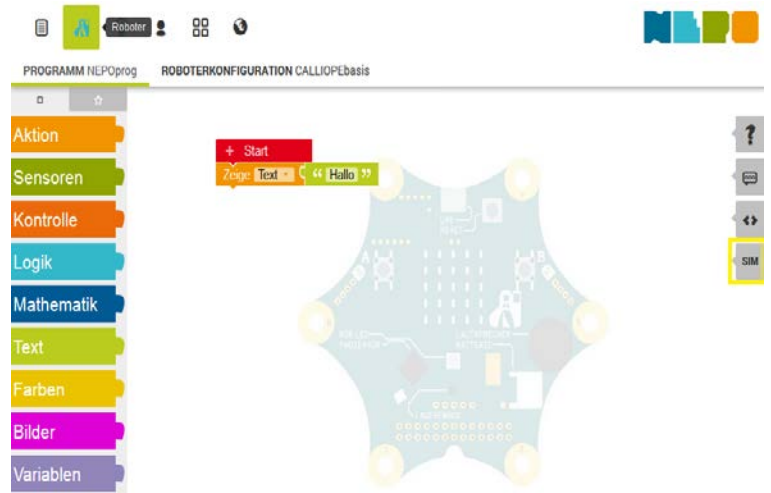 Roboter
NEPO
PROGRAMM NEPOprog
ROBOTERKONFIGURATION CALLIOPEbasis
Aktion
Sensoren
Kontrolle
Logik
Mathematik
Text
Farben
Bilder
Variablen
+ Start
Zeige Text “ Hallo ”
A
B
?
SIM